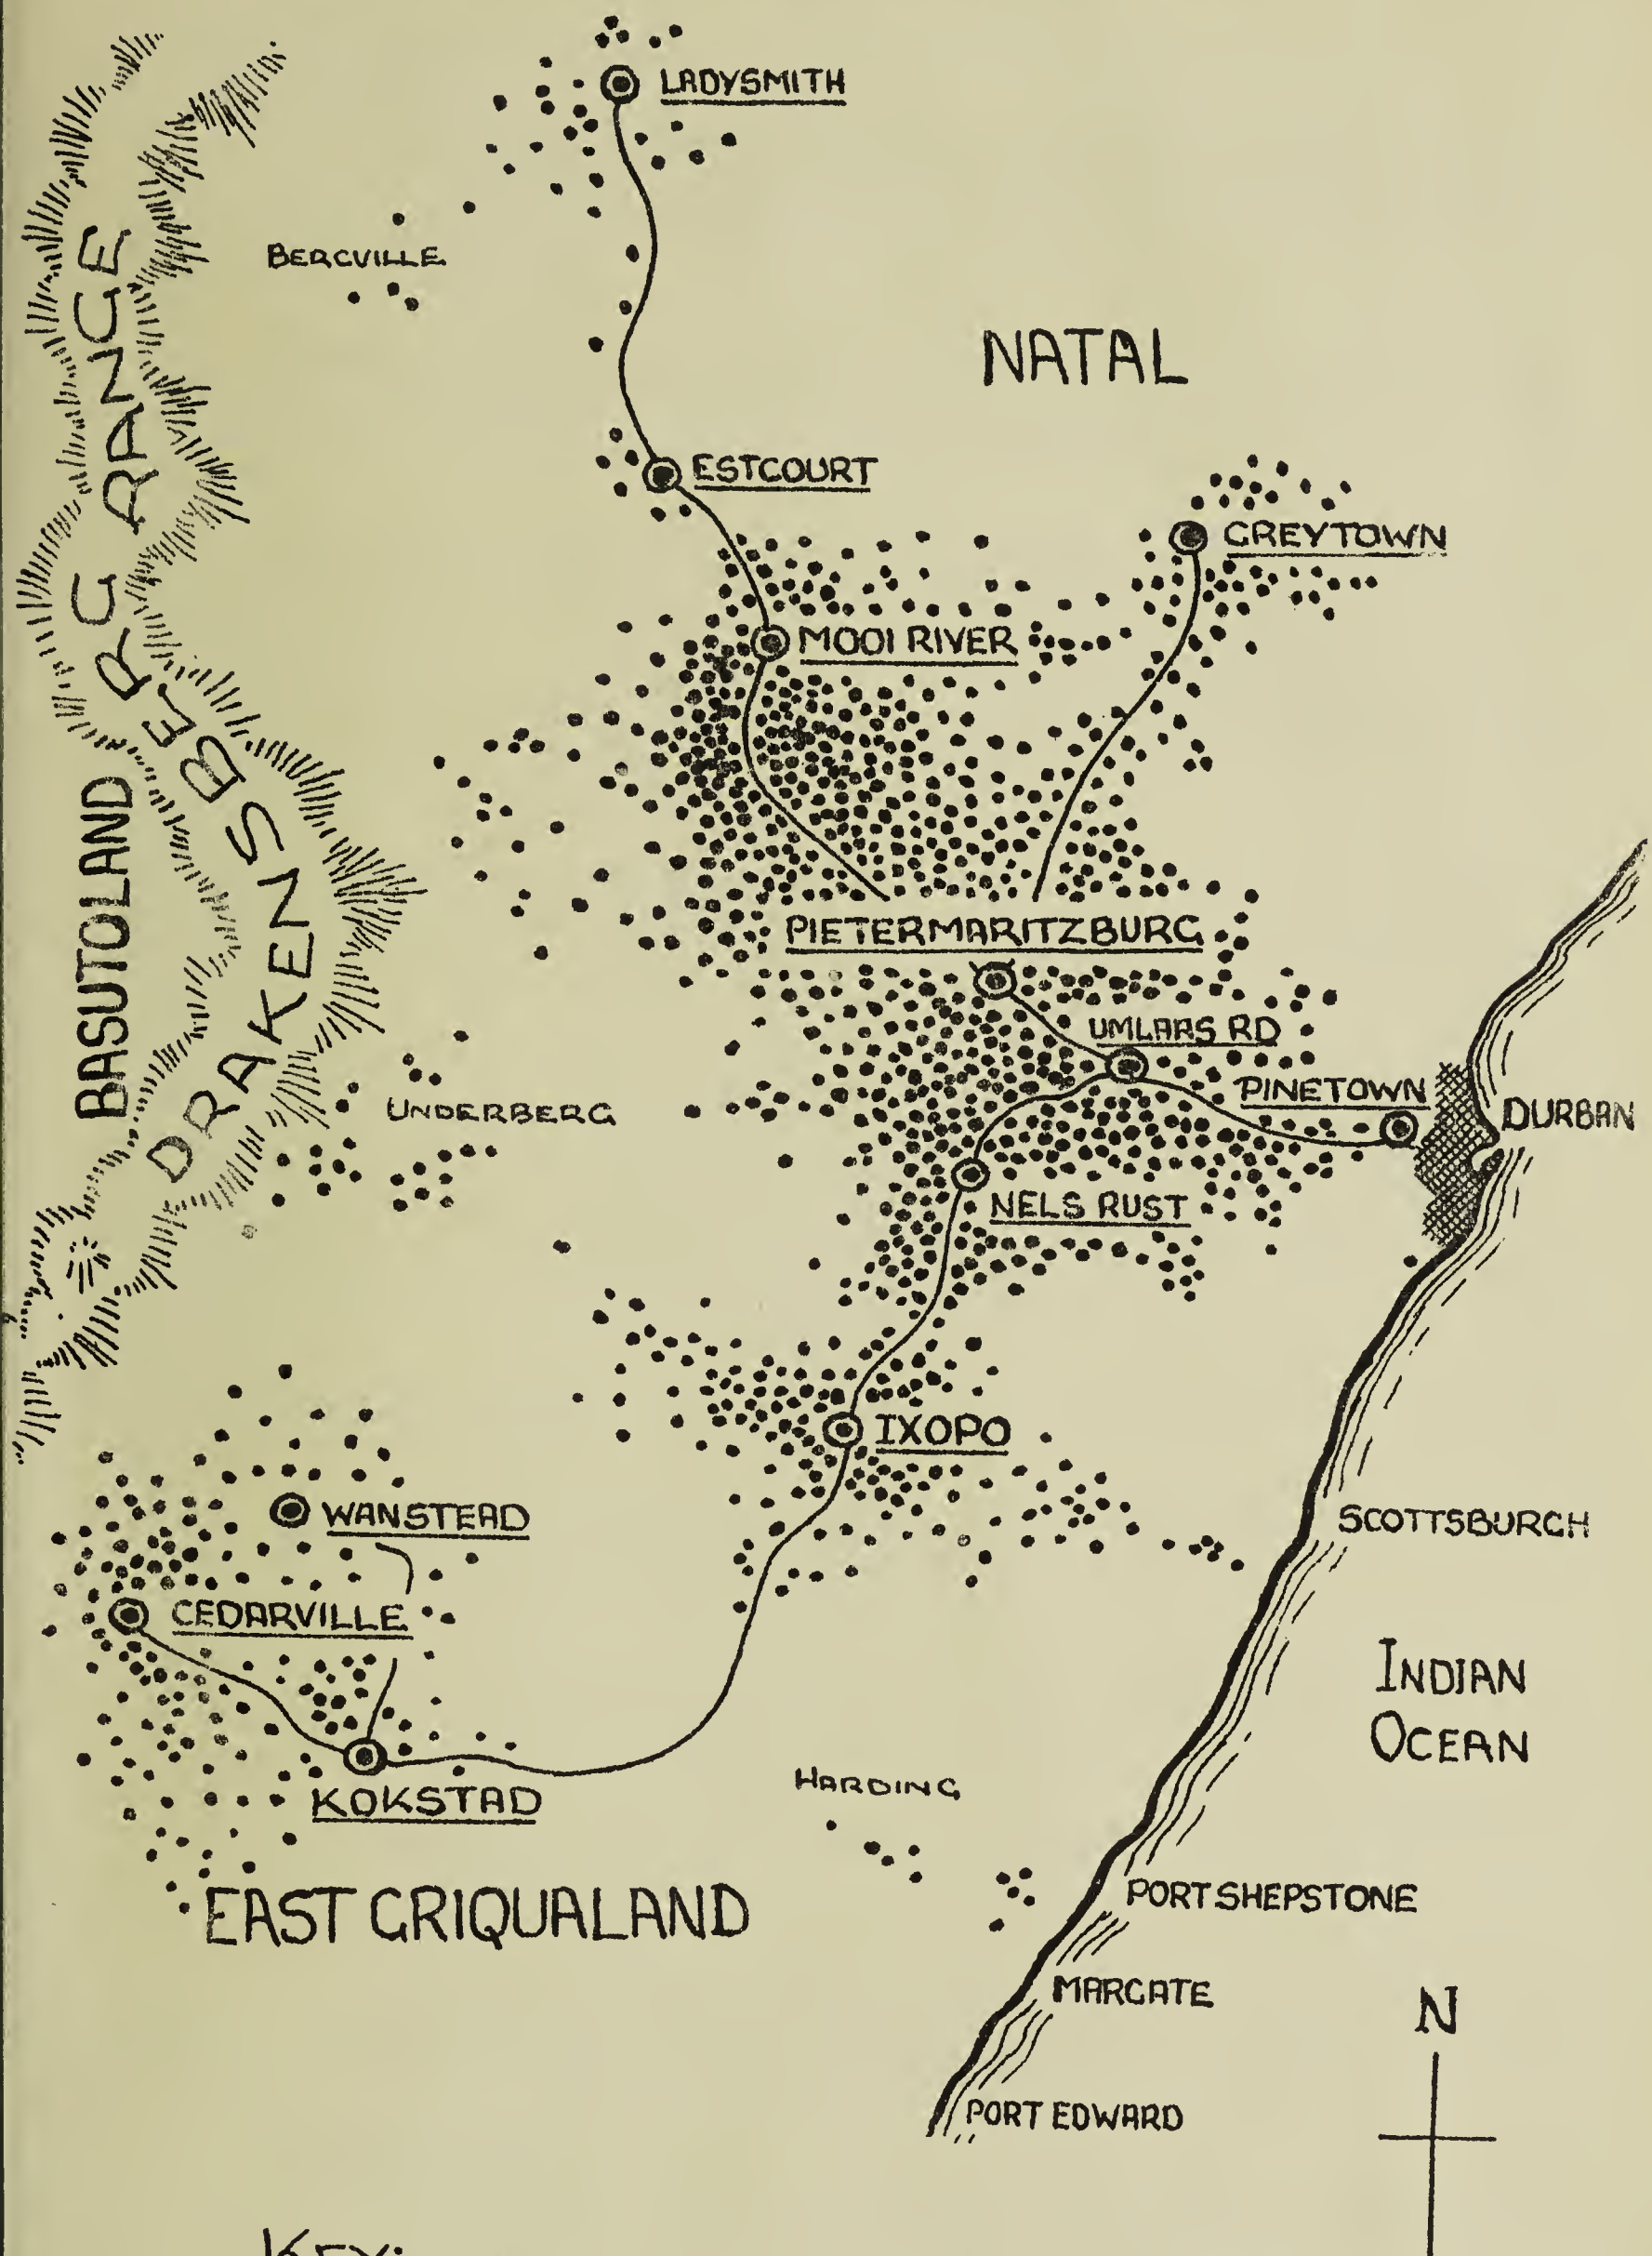 LADYSMITH
BERGVILLE
NATAL
ESTCOURT
GREYTOWN
MOOI RIVER
DRAKENSBERG RANGE
BASUTOLAND
PIETERMARITZBURG
UMLAAS RD
PINETOWN
DURBAN
UNDERBERG
NELS RUST
IXOPO
WANSTEAD
SCOTTSBURGH
CEDARVILLE
INDIAN
OCEAN
HARDING
KOKSTAD
EAST GRIQUALAND
PORT SHEPSTONE
MARGATE
N
PORT EDWARD
KEY: